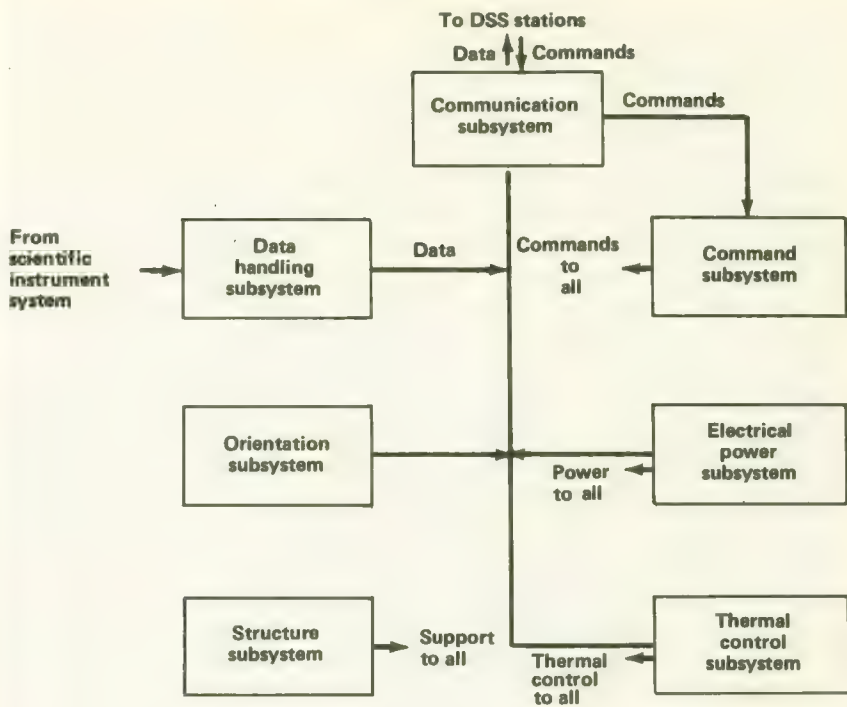 To DSS stations
Data
Commands
Communication
subsystem
Commands
From
scientific
instrument
system
Data
handling
subsystem
Data
Commands
to
all
Command
subsystem
Orientation
subsystem
Power
to all
Electrical
power
subsystem
Structure
subsystem
Support
to all
Thermal
control
to all
Thermal
control
subsystem